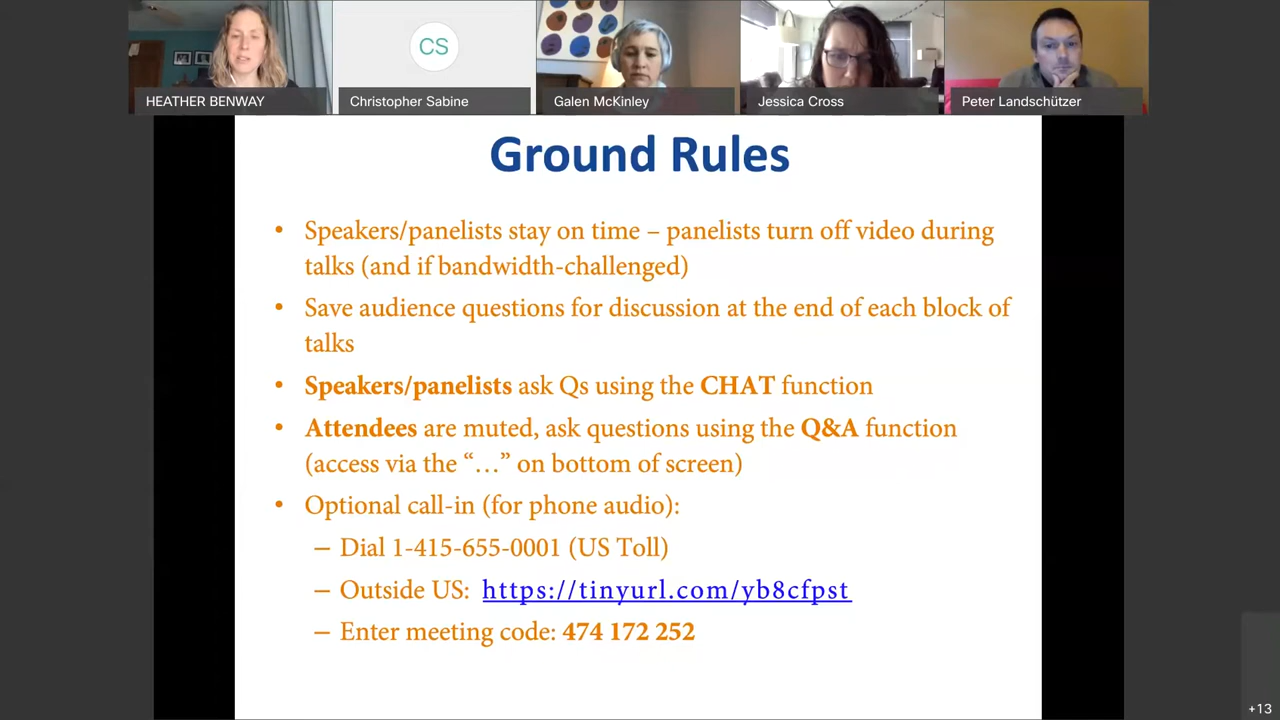 CS
HEATHER BENWAY
Christopher Sabine
Galen McKinley
Jessica Cross
Peter Landschützer
Ground Rules
• Speakers/panelists stay on time – panelists turn off video during
talks (and if bandwidth-challenged)
• Save audience questions for discussion at the end of each block of
talks
• Speakers/panelists ask Qs using the CHAT function
• Attendees are muted, ask questions using the Q&A function
(access via the “…” on bottom of screen)
• Optional call-in (for phone audio):
– Dial 1-415-655-0001 (US Toll)
– Outside US: https://tinyurl.com/yb8cfpst
– Enter meeting code: 474 172 252
+13